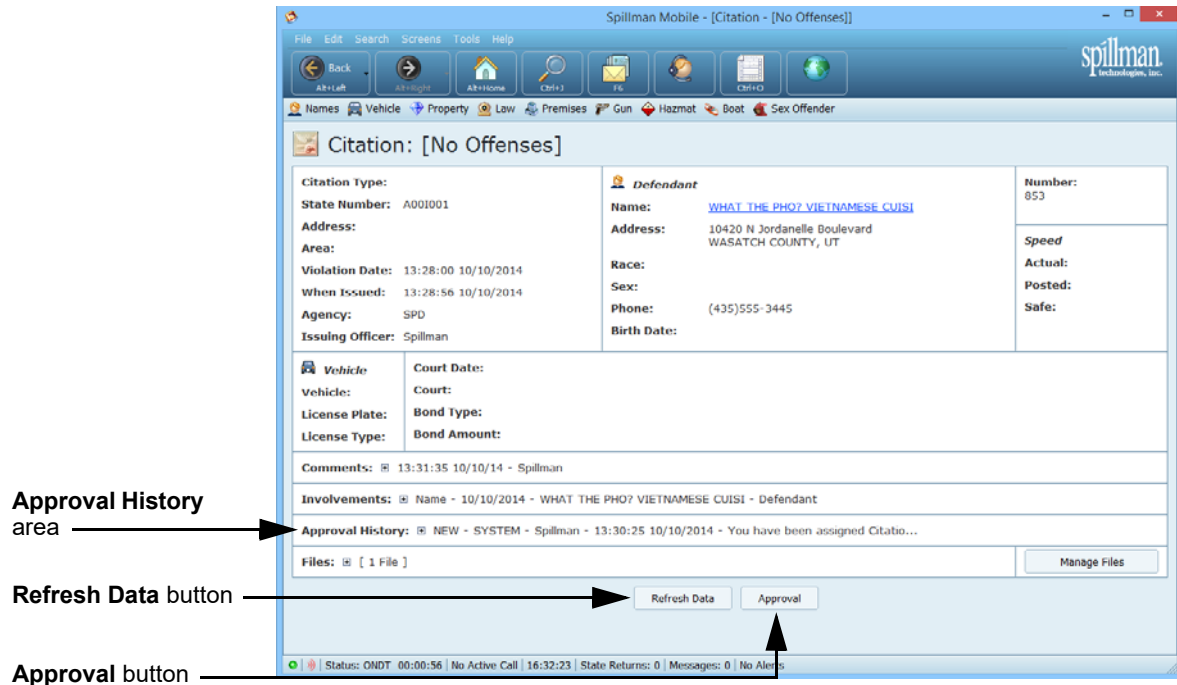 Spillman Mobile - [Citation - [No Offenses]]
File Edit Search Screens Tools Help
Back
Alt+Left Alt+Right Alt+Home Ctrl+J F6 Ctrl+O
spillman
technologies, inc.
Names Vehicle Property Law Premises Gun Hazmat Boat Sex Offender
Citation: [No Offenses]
Citation Type:
State Number: A00I001
Address:
Area:
Violation Date: 13:28:00 10/10/2014
When Issued: 13:28:56 10/10/2014
Agency: SPD
Issuing Officer: Spillman
Defendant
Name: WHAT THE PHO? VIETNAMESE CUISI
Address: 10420 N Jordanelle Boulevard
WASATCH COUNTY, UT
Race:
Sex:
Phone: (435)555-3445
Birth Date:
Number:
853
Speed
Actual:
Posted:
Safe:
Vehicle
Vehicle:
License Plate:
License Type:
Court Date:
Court:
Bond Type:
Bond Amount:
Comments: 13:31:35 10/10/14 - Spillman
Involvements: Name - 10/10/2014 - WHAT THE PHO? VIETNAMESE CUISI - Defendant
Approval History: NEW - SYSTEM - Spillman - 13:30:25 10/10/2014 - You have been assigned Citatio...
Files: [ 1 File ]
Manage Files
Refresh Data Approval
Status: ONDT 00:00:56 | No Active Call | 16:32:23 | State Returns: 0 | Messages: 0 | No Alerts
Approval History
area
Refresh Data button
Approval button